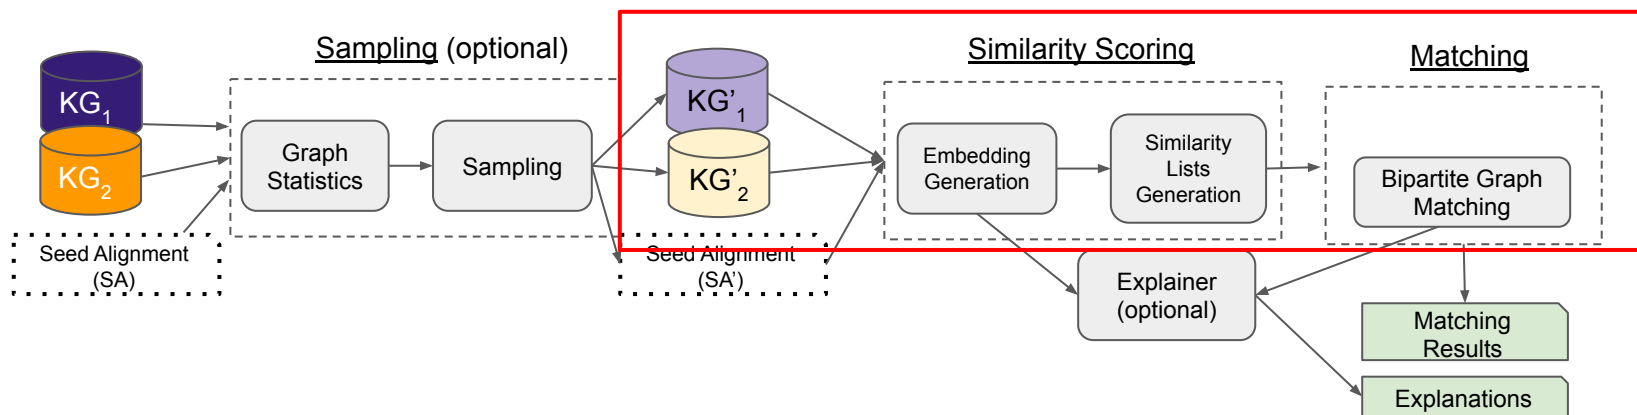 Sampling (optional)
Similarity Scoring
Matching
KG1
KG2
Seed Alignment
(SA)
Graph
Statistics
Sampling
KG'1
KG'2
Seed Alignment
(SA')
Embedding
Generation
Similarity
Lists
Generation
Bipartite Graph
Matching
Explainer
(optional)
Matching
Results
Explanations